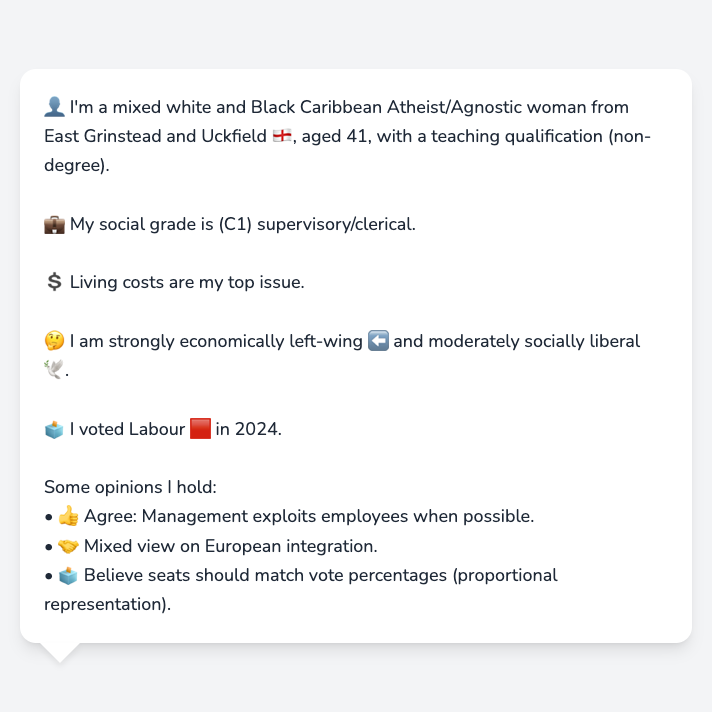 👤 I'm a mixed white and Black Caribbean Atheist/Agnostic woman from
East Grinstead and Uckfield 🏴󠁧󠁢󠁥󠁮󠁧󠁿, aged 41, with a teaching qualification (non-
degree).
💼 My social grade is (C1) supervisory/clerical.
💲 Living costs are my top issue.
🤔 I am strongly economically left-wing ⬅️ and moderately socially liberal
🕊️.
🗳️ I voted Labour 🟥 in 2024.
Some opinions I hold:
• 👍 Agree: Management exploits employees when possible.
• 🤝 Mixed view on European integration.
• 🗳️ Believe seats should match vote percentages (proportional
representation).